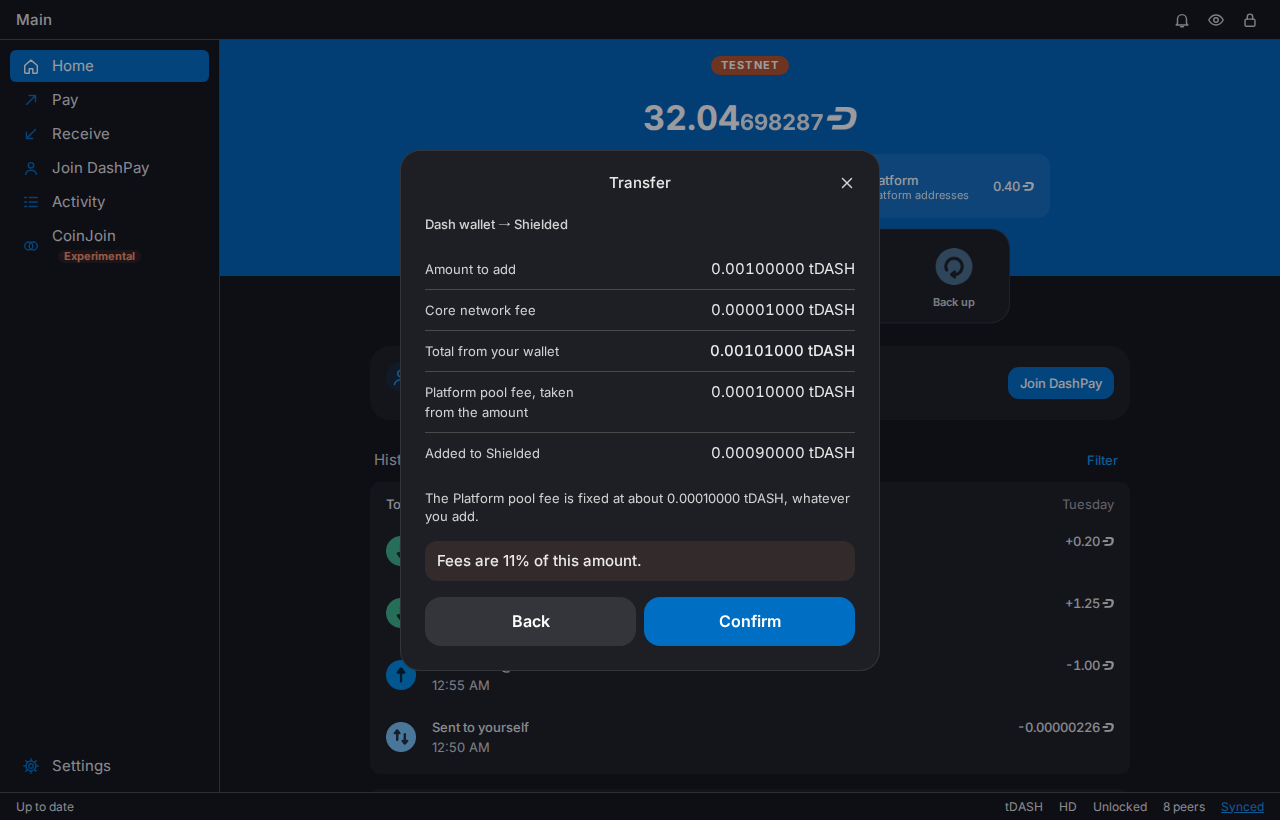 Main
Home
Pay
Receive
Join DashPay
Activity
CoinJoin
Experimental
Settings
TESTNET
32.04698287
atform
atform addresses
0.40
Back up
Join DashPay
Hist
Filter
To
Tuesday
+0.20
+1.25
-1.00
12:55 AM
Sent to yourself
-0.00000226
12:50 AM
Transfer
Dash wallet → Shielded
Amount to add 0.00100000 tDASH
Core network fee 0.00001000 tDASH
Total from your wallet 0.00101000 tDASH
Platform pool fee, taken 0.00010000 tDASH
from the amount
Added to Shielded 0.00090000 tDASH
The Platform pool fee is fixed at about 0.00010000 tDASH, whatever
you add.
Fees are 11% of this amount.
Back Confirm
Up to date
tDASH HD Unlocked 8 peers Synced